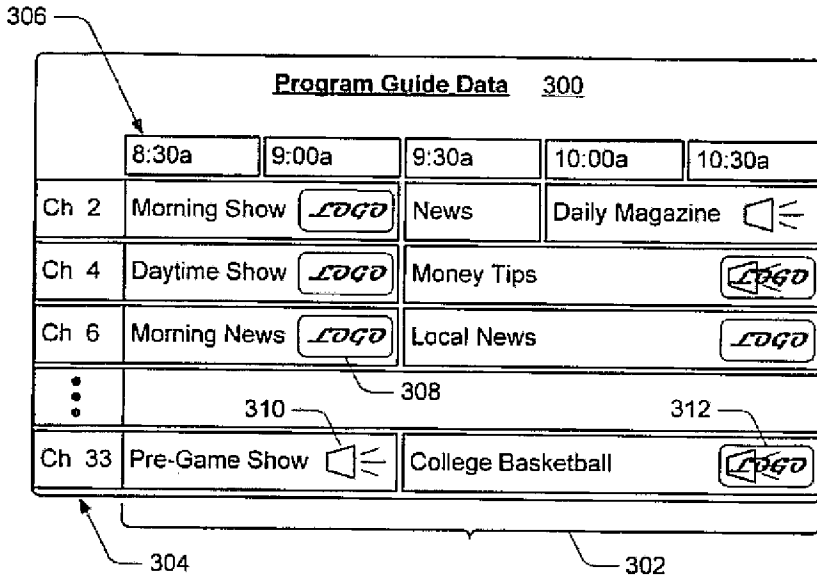 306
Program Guide Data 300
8:30a 9:00a 9:30a 10:00a 10:30a
Ch 2 Morning Show LOGO News Daily Magazine
Ch 4 Daytime Show LOGO Money Tips LOGO
Ch 6 Morning News LOGO Local News LOGO
308
310 312
Ch 33 Pre-Game Show College Basketball LOGO
304 302